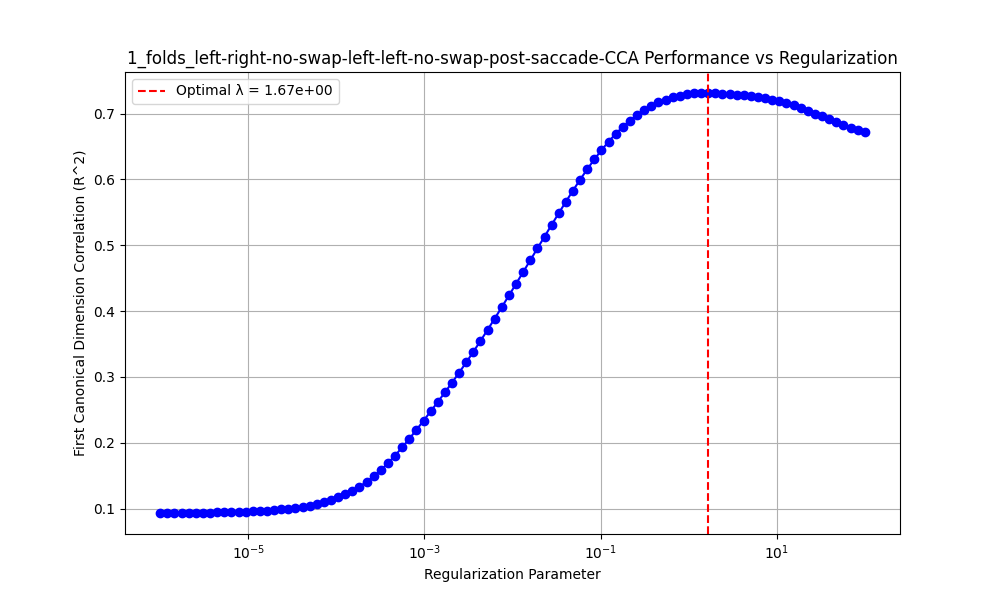 1_folds_left-right-no-swap-left-left-no-swap-post-saccade-CCA Performance vs Regularization
Optimal λ = 1.67e+00
First Canonical Dimension Correlation (R^2)
0.7
0.6
0.5
0.4
0.3
0.2
0.1
10⁻⁵ 10⁻³ 10⁻¹ 10¹
Regularization Parameter